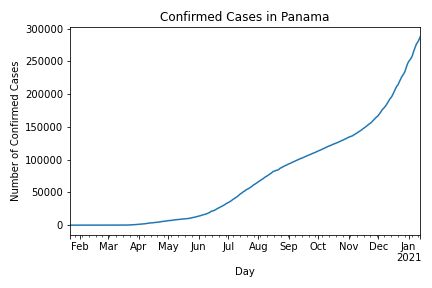 Confirmed Cases in Panama
300000
250000
200000
150000
100000
50000
0
Number of Confirmed Cases
Feb Mar Apr May Jun Jul Aug Sep Oct Nov Dec Jan
2021
Day